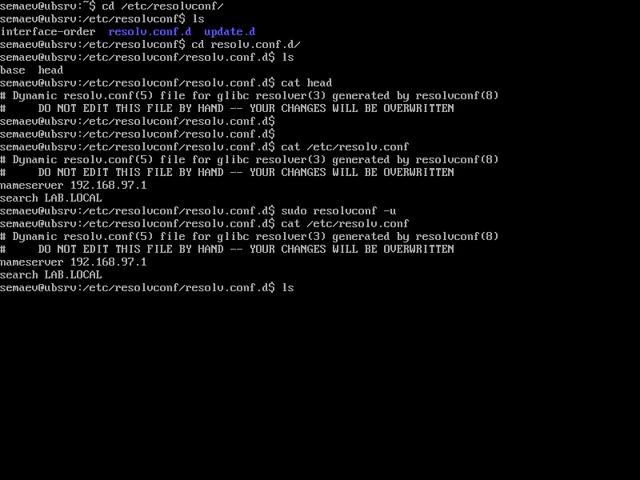 semaev@ubsrv:~$ cd /etc/resolvconf/
semaev@ubsrv:/etc/resolvconf$ ls
interface-order  resolv.conf.d  update.d
semaev@ubsrv:/etc/resolvconf$ cd resolv.conf.d/
semaev@ubsrv:/etc/resolvconf/resolv.conf.d$ ls
base  head
semaev@ubsrv:/etc/resolvconf/resolv.conf.d$ cat head
# Dynamic resolv.conf(5) file for glibc resolver(3) generated by resolvconf(8)
#     DO NOT EDIT THIS FILE BY HAND -- YOUR CHANGES WILL BE OVERWRITTEN
semaev@ubsrv:/etc/resolvconf/resolv.conf.d$
semaev@ubsrv:/etc/resolvconf/resolv.conf.d$
semaev@ubsrv:/etc/resolvconf/resolv.conf.d$ cat /etc/resolv.conf
# Dynamic resolv.conf(5) file for glibc resolver(3) generated by resolvconf(8)
#     DO NOT EDIT THIS FILE BY HAND -- YOUR CHANGES WILL BE OVERWRITTEN
nameserver 192.168.97.1
search LAB.LOCAL
semaev@ubsrv:/etc/resolvconf/resolv.conf.d$ sudo resolvconf -u
semaev@ubsrv:/etc/resolvconf/resolv.conf.d$ cat /etc/resolv.conf
# Dynamic resolv.conf(5) file for glibc resolver(3) generated by resolvconf(8)
#     DO NOT EDIT THIS FILE BY HAND -- YOUR CHANGES WILL BE OVERWRITTEN
nameserver 192.168.97.1
search LAB.LOCAL
semaev@ubsrv:/etc/resolvconf/resolv.conf.d$ ls